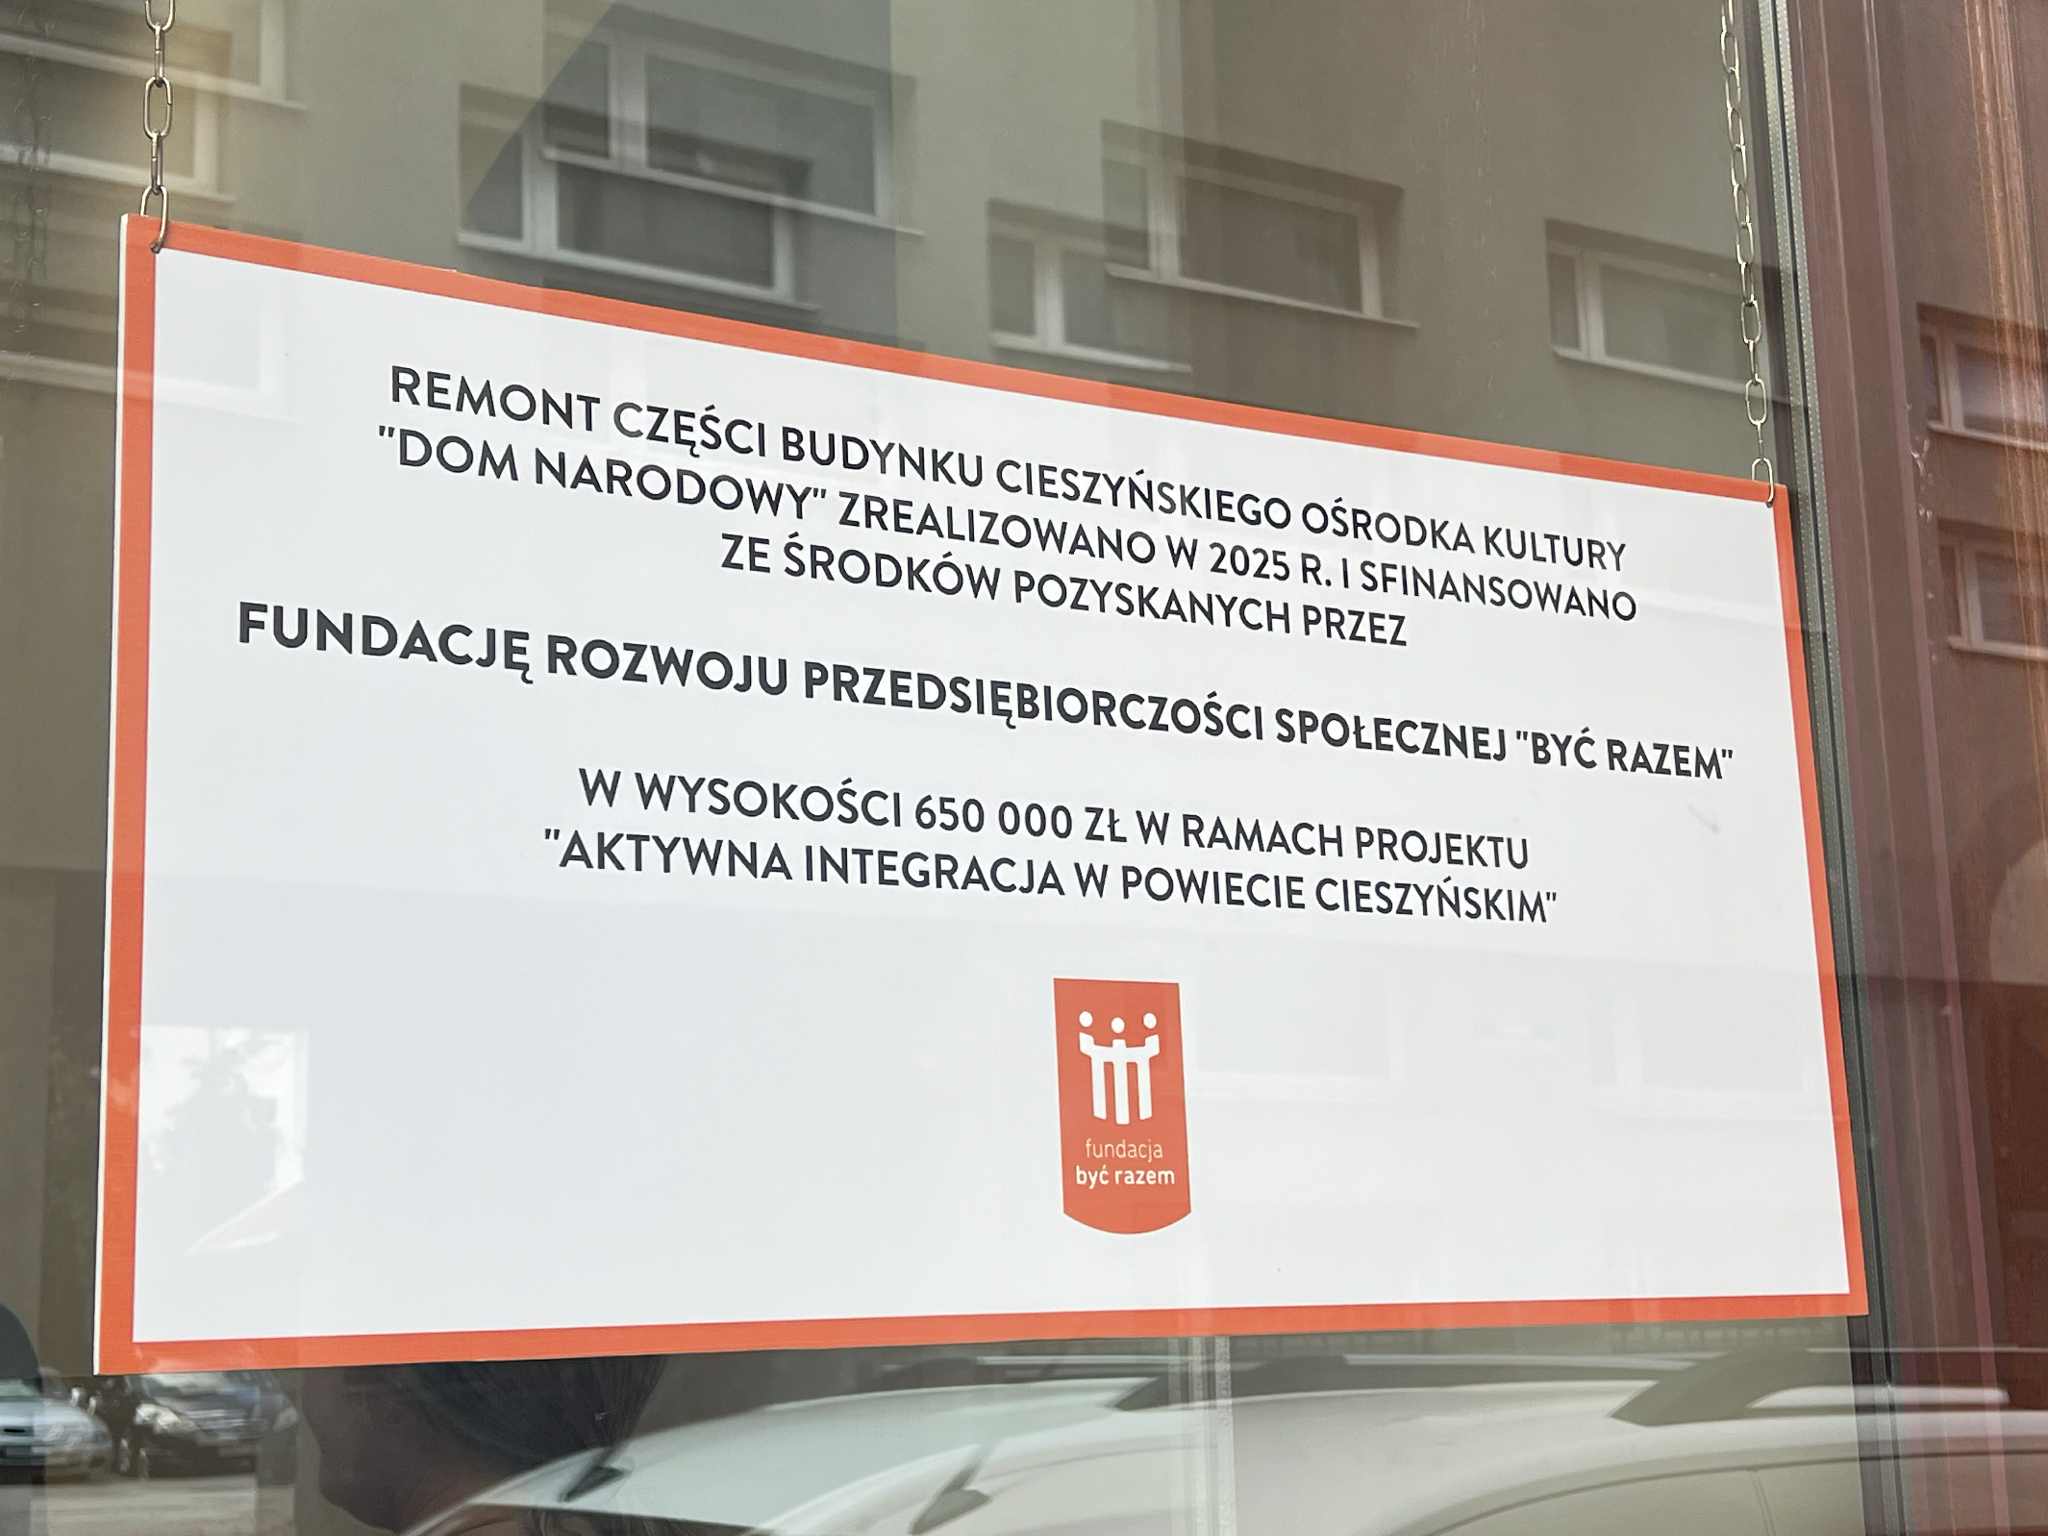 REMONT CZĘŚCI BUDYNKU CIESZYŃSKIEGO OŚRODKA KULTURY
"DOM NARODOWY" ZREALIZOWANO W 2025 R. I SFINANSOWANO
ZE ŚRODKÓW POZYSKANYCH PRZEZ
FUNDACJĘ ROZWOJU PRZEDSIĘBIORCZOŚCI SPOŁECZNEJ "BYĆ RAZEM"
W WYSOKOŚCI 650 000 ZŁ W RAMACH PROJEKTU
"AKTYWNA INTEGRACJA W POWIECIE CIESZYŃSKIM"
fundacja
być razem